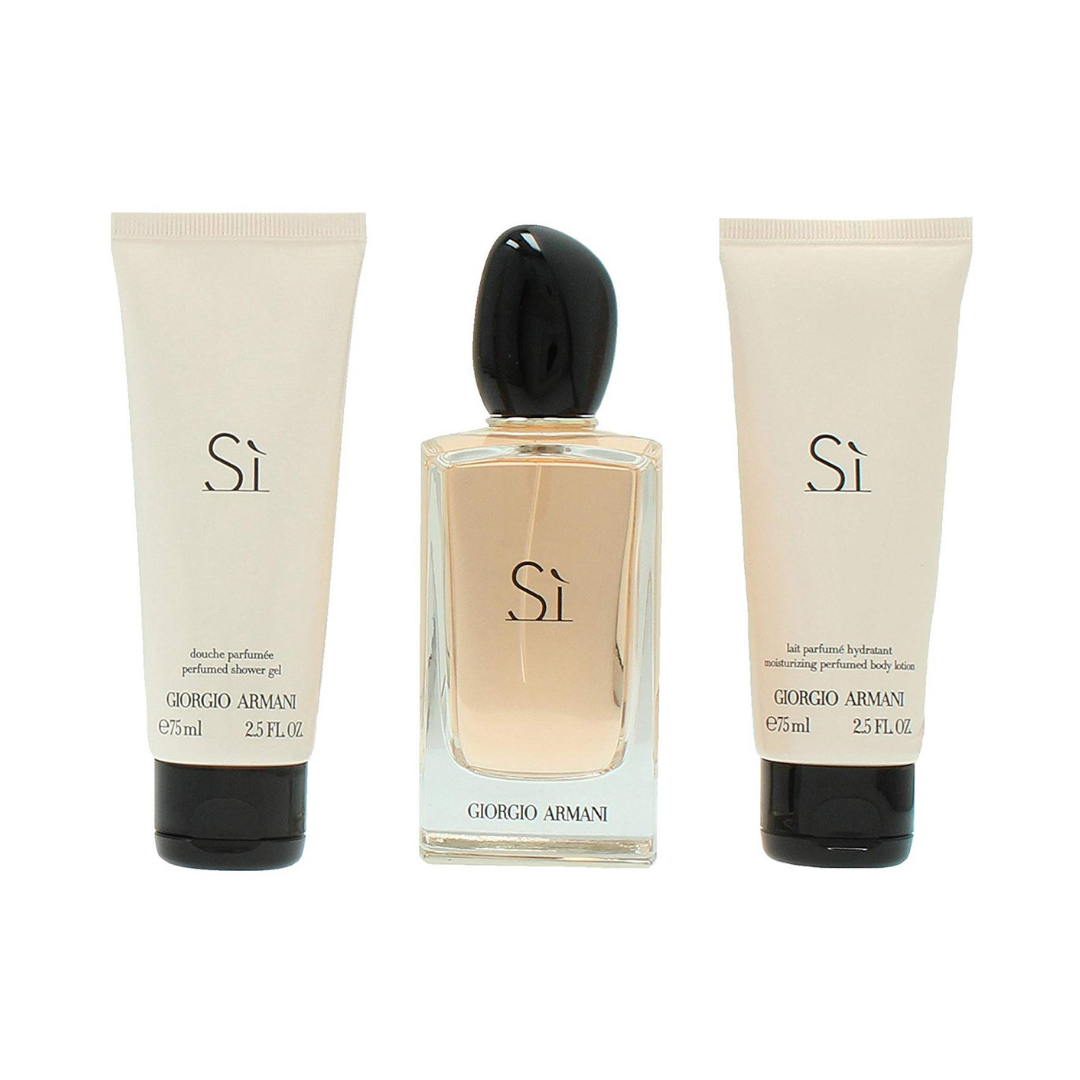 Sì
douche parfumée
perfumed shower gel
GIORGIO ARMANI
℮75 ml 2.5 FL. OZ.
Sì
GIORGIO ARMANI
Sì
lait parfumé hydratant
moisturizing perfumed body lotion
GIORGIO ARMANI
℮75 ml 2.5 FL. OZ.